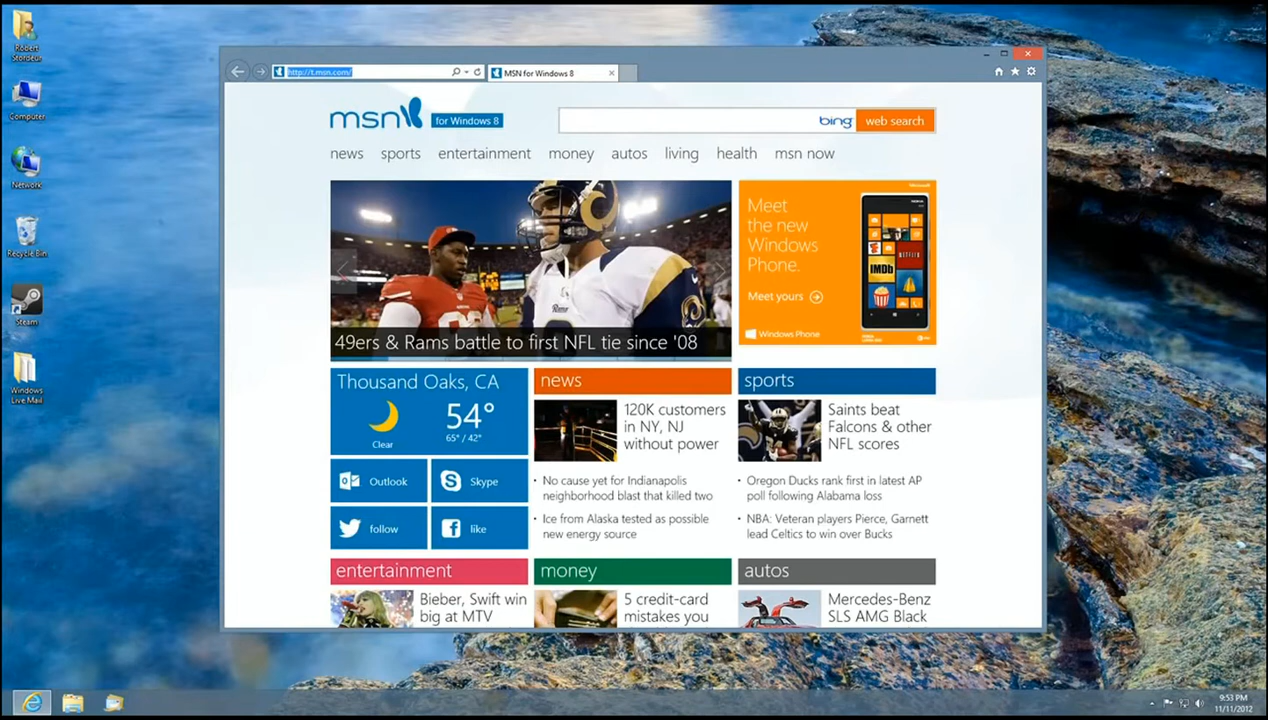 Robert
Stordeur
Computer
Network
Recycle Bin
Steam
Windows
Live Mail
http://t.msn.com/
MSN for Windows 8
msn
for Windows 8
bing
web search
news
sports
entertainment
money
autos
living
health
msn now
49ers & Rams battle to first NFL tie since '08
Rams
Microsoft
Meet
the new
Windows
Phone.
Meet yours
Windows Phone
NETFLIX
IMDb
Thousand Oaks, CA
Clear
54°
65° / 42°
Outlook
Skype
follow
like
news
120K customers
in NY, NJ
without power
No cause yet for Indianapolis
neighborhood blast that killed two
Ice from Alaska tested as possible
new energy source
sports
Saints beat
Falcons & other
NFL scores
Oregon Ducks rank first in latest AP
poll following Alabama loss
NBA: Veteran players Pierce, Garnett
lead Celtics to win over Bucks
entertainment
Bieber, Swift win
big at MTV
money
5 credit-card
mistakes you
autos
Mercedes-Benz
SLS AMG Black
9:53 PM
11/11/2012